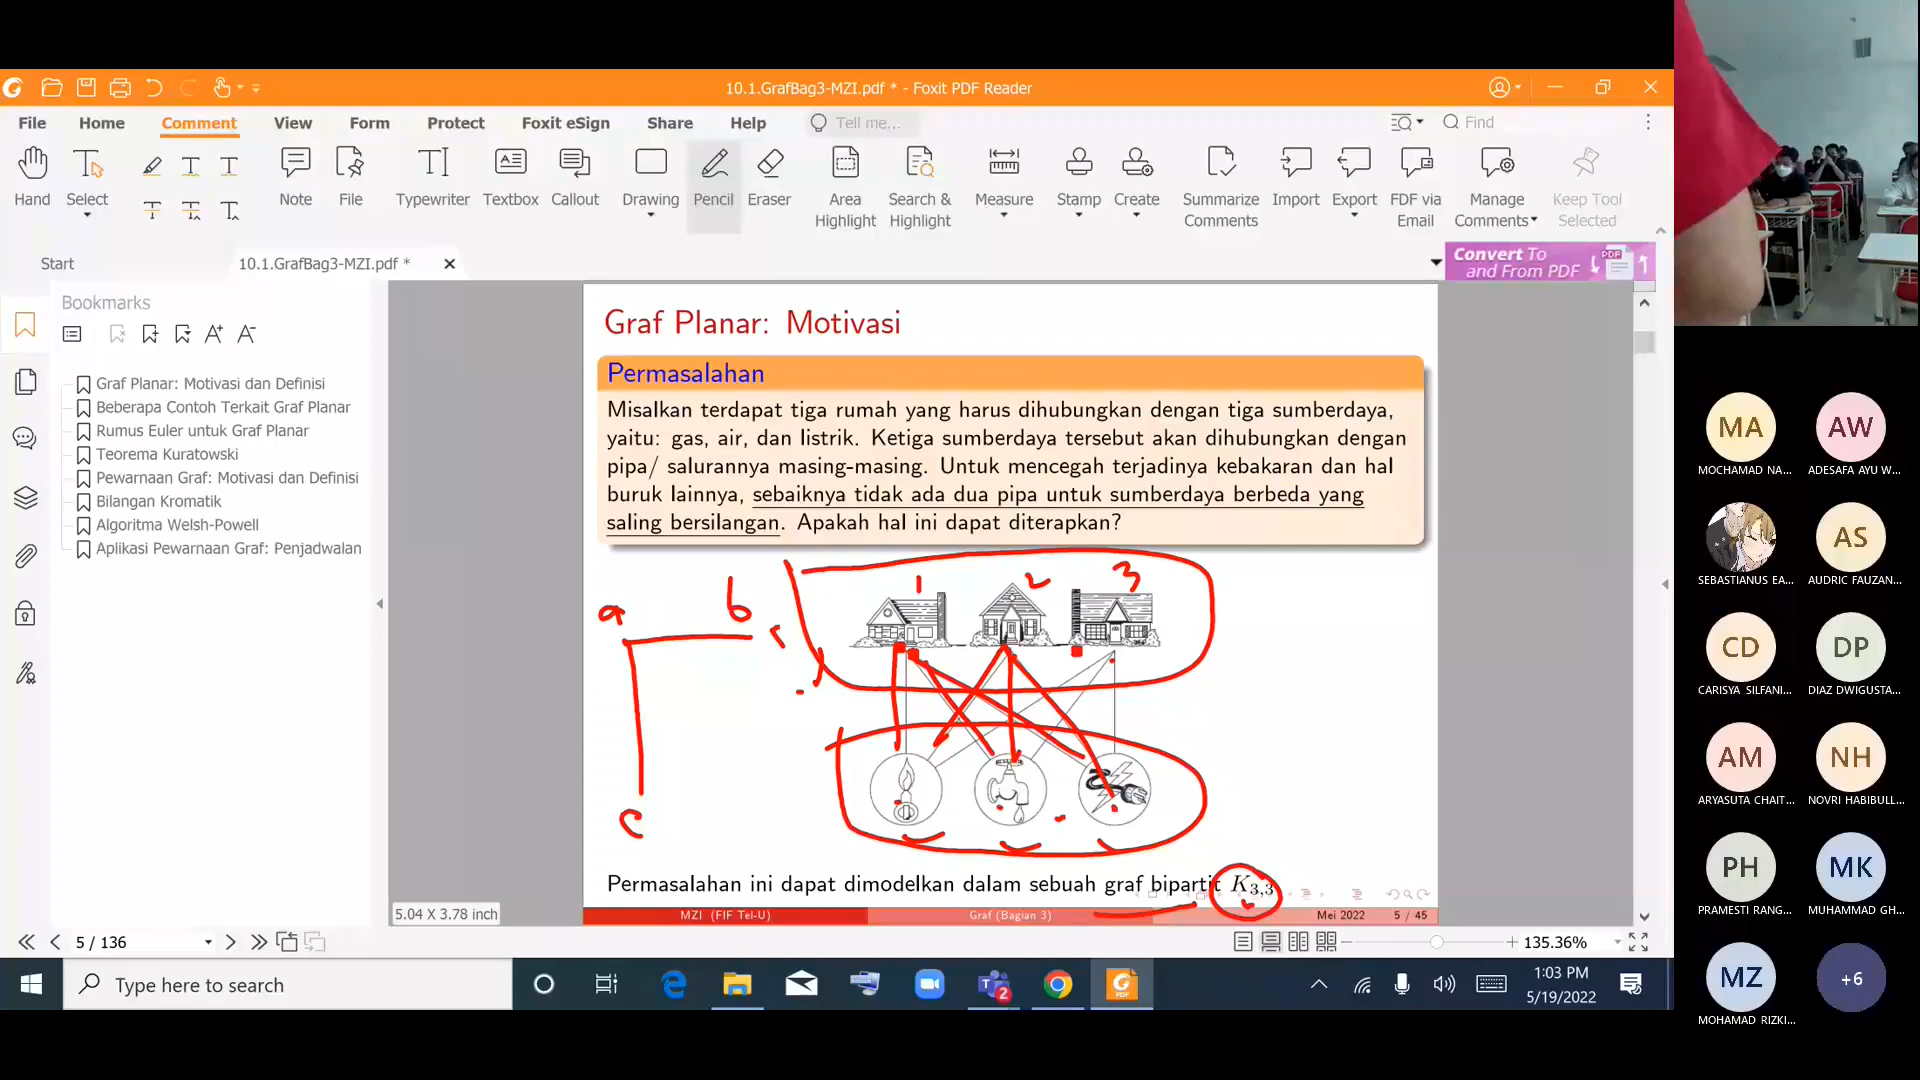 10.1.GrafBag3-MZI.pdf * - Foxit PDF Reader
File Home Comment View Form Protect Foxit eSign Share Help Tell me... Find
Hand Select Note File Typewriter Textbox Callout Drawing Pencil Eraser Area Highlight Search & Highlight Measure Stamp Create Summarize Comments Import Export FDF via Email Manage Comments Keep Tool Selected
Start 10.1.GrafBag3-MZI.pdf *
Convert To and From PDF
PDF
Bookmarks
Graf Planar: Motivasi dan Definisi
Beberapa Contoh Terkait Graf Planar
Rumus Euler untuk Graf Planar
Teorema Kuratowski
Pewarnaan Graf: Motivasi dan Definisi
Bilangan Kromatik
Algoritma Welsh-Powell
Aplikasi Pewarnaan Graf: Penjadwalan
Graf Planar: Motivasi
Permasalahan
Misalkan terdapat tiga rumah yang harus dihubungkan dengan tiga sumberdaya,
yaitu: gas, air, dan listrik. Ketiga sumberdaya tersebut akan dihubungkan dengan
pipa/ salurannya masing-masing. Untuk mencegah terjadinya kebakaran dan hal
buruk lainnya, sebaiknya tidak ada dua pipa untuk sumberdaya berbeda yang
saling bersilangan. Apakah hal ini dapat diterapkan?
a b 1 2 3
c
Permasalahan ini dapat dimodelkan dalam sebuah graf bipartit K3,3
MZI (FIF Tel-U) Graf (Bagian 3) Mei 2022 5 / 45
5.04 X 3.78 inch
5 / 136
135.36%
Type here to search
2
PDF
1:03 PM
5/19/2022
MA AW
MOCHAMAD NA... ADESAFA AYU W...
AS
SEBASTIANUS EA... AUDRIC FAUZAN...
CD DP
CARISYA SILFANI... DIAZ DWIGUSTA...
AM NH
ARYASUTA CHAIT... NOVRI HABIBULL...
PH MK
PRAMESTI RANG... MUHAMMAD GH...
MZ +6
MOHAMAD RIZKI...